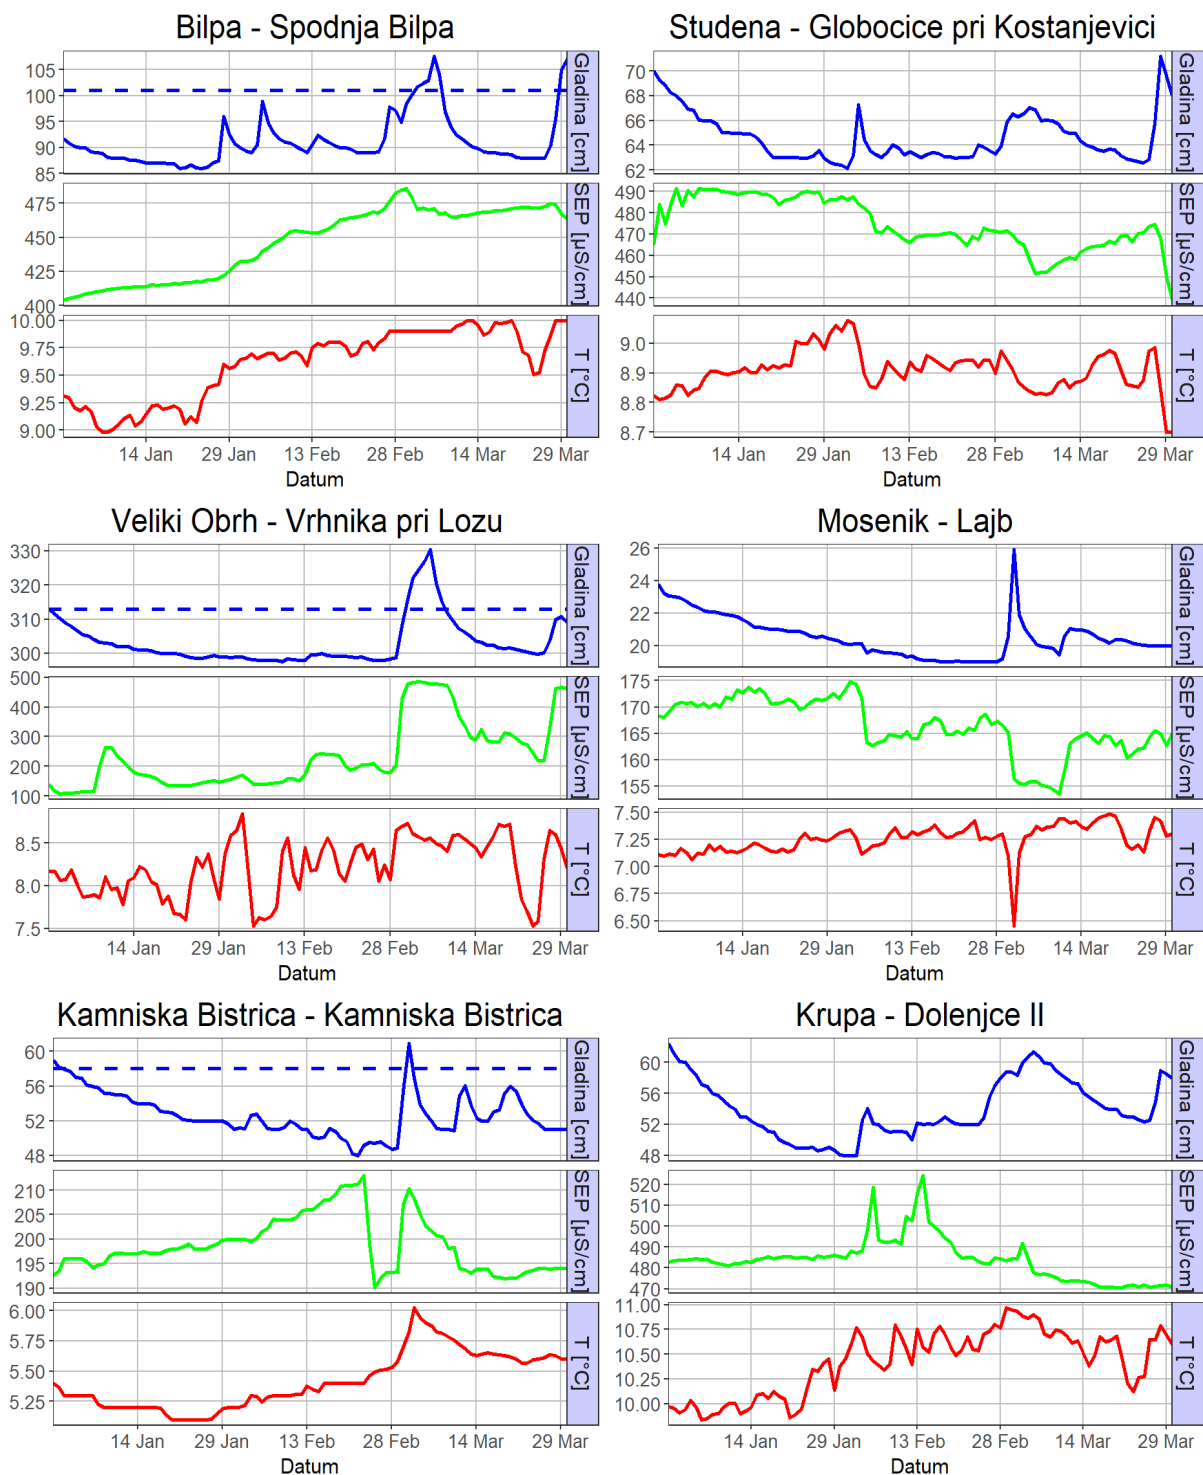 Bilpa - Spodnja Bilpa
105
100
95
90
85
Gladina [cm]
475
450
425
400
SEP [µS/cm]
10.00
9.75
9.50
9.25
9.00
T [°C]
14 Jan 29 Jan 13 Feb 28 Feb 14 Mar 29 Mar
Datum
Studena - Globocice pri Kostanjevici
70
68
66
64
62
Gladina [cm]
490
480
470
460
450
440
SEP [µS/cm]
9.0
8.9
8.8
8.7
T [°C]
14 Jan 29 Jan 13 Feb 28 Feb 14 Mar 29 Mar
Datum
Veliki Obrh - Vrhnika pri Lozu
330
320
310
300
Gladina [cm]
500
400
300
200
100
SEP [µS/cm]
8.5
8.0
7.5
T [°C]
14 Jan 29 Jan 13 Feb 28 Feb 14 Mar 29 Mar
Datum
Mosenik - Lajb
26
24
22
20
Gladina [cm]
175
170
165
160
155
SEP [µS/cm]
7.50
7.25
7.00
6.75
6.50
T [°C]
14 Jan 29 Jan 13 Feb 28 Feb 14 Mar 29 Mar
Datum
Kamniska Bistrica - Kamniska Bistrica
60
56
52
48
Gladina [cm]
210
205
200
195
190
SEP [µS/cm]
6.00
5.75
5.50
5.25
T [°C]
14 Jan 29 Jan 13 Feb 28 Feb 14 Mar 29 Mar
Datum
Krupa - Dolenjce II
60
56
52
48
Gladina [cm]
520
510
500
490
480
470
SEP [µS/cm]
11.00
10.75
10.50
10.25
10.00
T [°C]
14 Jan 29 Jan 13 Feb 28 Feb 14 Mar 29 Mar
Datum